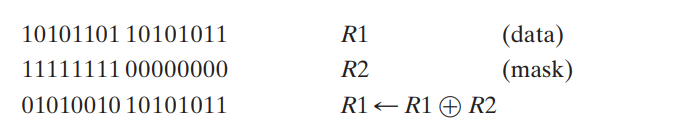 10101101 10101011 R1 (data)
11111111 00000000 R2 (mask)
01010010 10101011 R1 ← R1 ⊕ R2